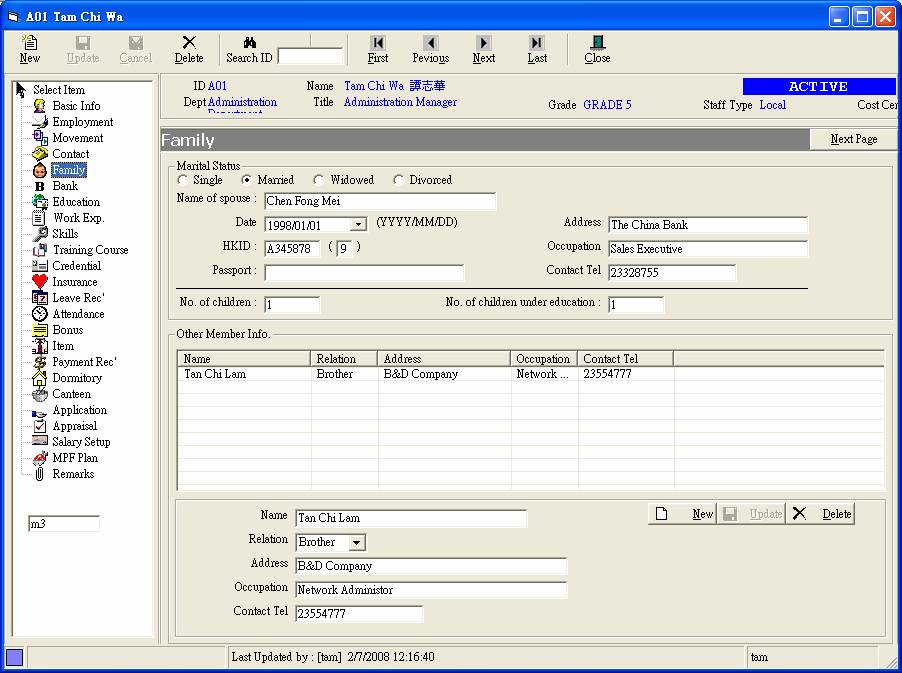 A01 Tam Chi Wa
New Update Cancel Delete Search ID First Pevious Next Last Close
Select Item
Basic Info
Employment
Movement
Contact
Family
B Bank
Education
Work Exp.
Skills
Training Course
Credential
Insurance
Leave Rec'
Attendance
Bonus
Item
Payment Rec'
Dormitory
Canteen
Application
Appraisal
Salary Setup
MPF Plan
Remarks
m3
ID A01 Name Tam Chi Wa 譚志華 ACTIVE
Dept Administration Title Administration Manager Grade GRADE 5 Staff Type Local Cost Cen
Department
Family Next Page
Marital Status
Single Married Widowed Divorced
Name of spouse : Chen Fong Mei
Date 1998/01/01 (YYYY/MM/DD) Address The China Bank
HKID : A345878 ( 9 ) Occupation Sales Executive
Passport : Contact Tel 23328755
No. of children : 1 No. of children under education : 1
Other Member Info.
Name Relation Address Occupation Contact Tel
Tan Chi Lam Brother B&D Company Network ... 23554777
Name Tan Chi Lam New Update Delete
Relation Brother
Address B&D Company
Occupation Network Administor
Contact Tel 23554777
Last Updated by : [tam] 2/7/2008 12:16:40 tam